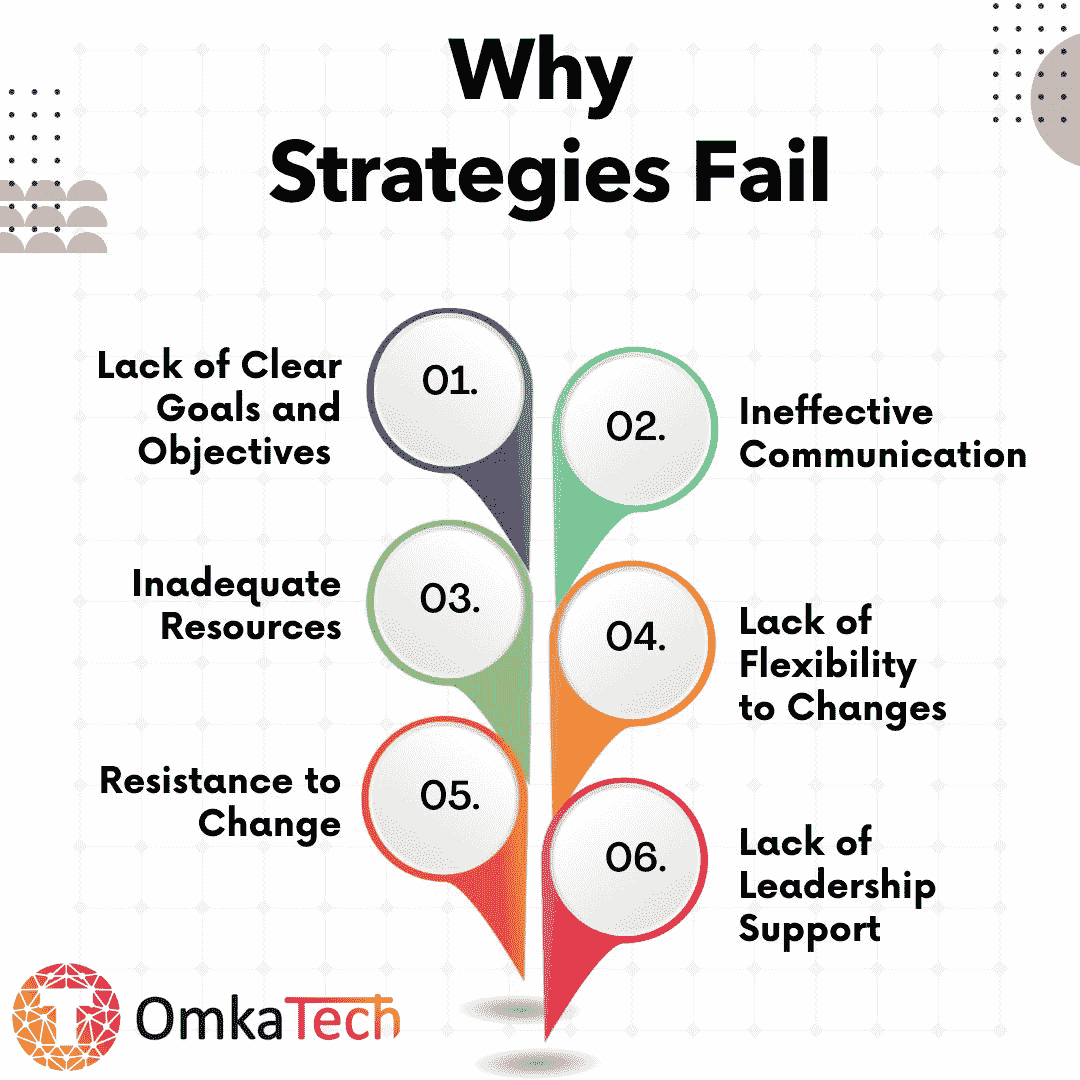 Why
Strategies Fail
01.
Lack of Clear
Goals and
Objectives
02.
Ineffective
Communication
03.
Inadequate
Resources
04.
Lack of
Flexibility
to Changes
05.
Resistance to
Change
06.
Lack of
Leadership
Support
OmkaTech